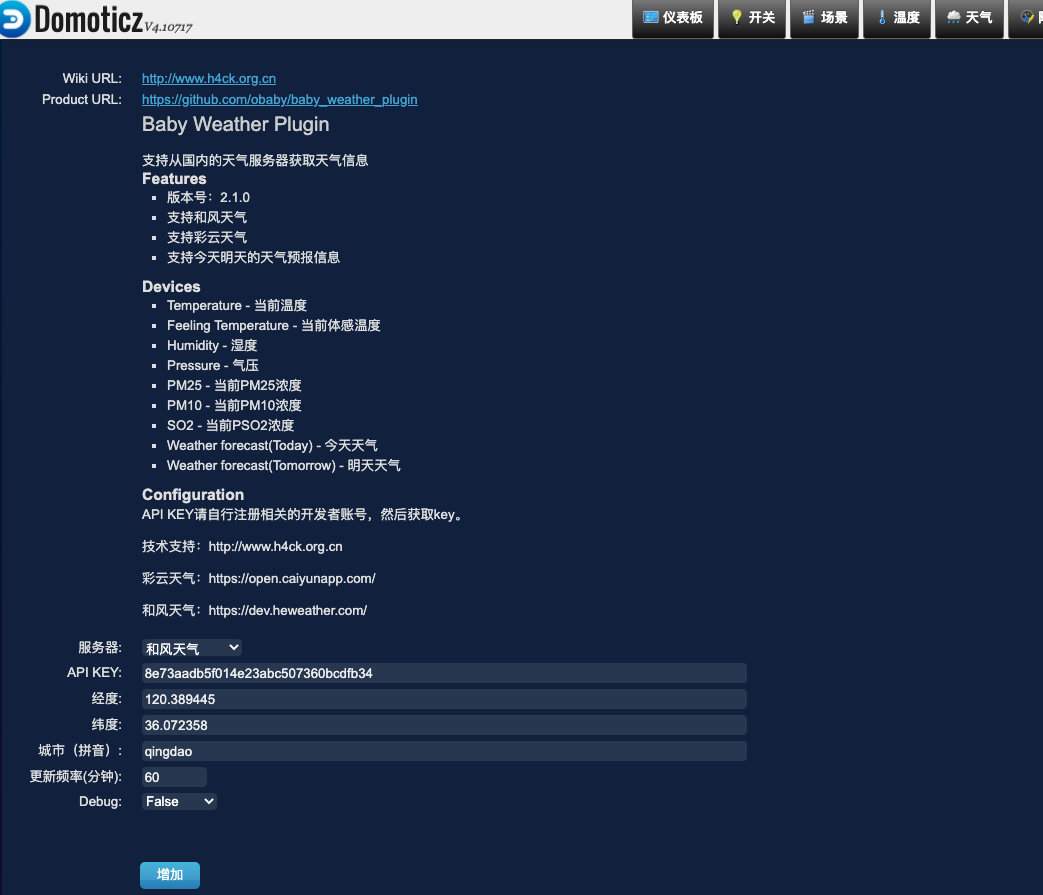 Domoticz V4.10717
仪表板 开关 场景 温度 天气
Wiki URL: http://www.h4ck.org.cn
Product URL: https://github.com/obaby/baby_weather_plugin
Baby Weather Plugin
支持从国内的天气服务器获取天气信息
Features
版本号：2.1.0
支持和风天气
支持彩云天气
支持今天明天的天气预报信息
Devices
Temperature - 当前温度
Feeling Temperature - 当前体感温度
Humidity - 湿度
Pressure - 气压
PM25 - 当前PM25浓度
PM10 - 当前PM10浓度
SO2 - 当前PSO2浓度
Weather forecast(Today) - 今天天气
Weather forecast(Tomorrow) - 明天天气
Configuration
API KEY请自行注册相关的开发者账号，然后获取key。
技术支持：http://www.h4ck.org.cn
彩云天气：https://open.caiyunapp.com/
和风天气：https://dev.heweather.com/
服务器: 和风天气
API KEY: 8e73aadb5f014e23abc507360bcdfb34
经度: 120.389445
纬度: 36.072358
城市（拼音）: qingdao
更新频率(分钟): 60
Debug: False
增加